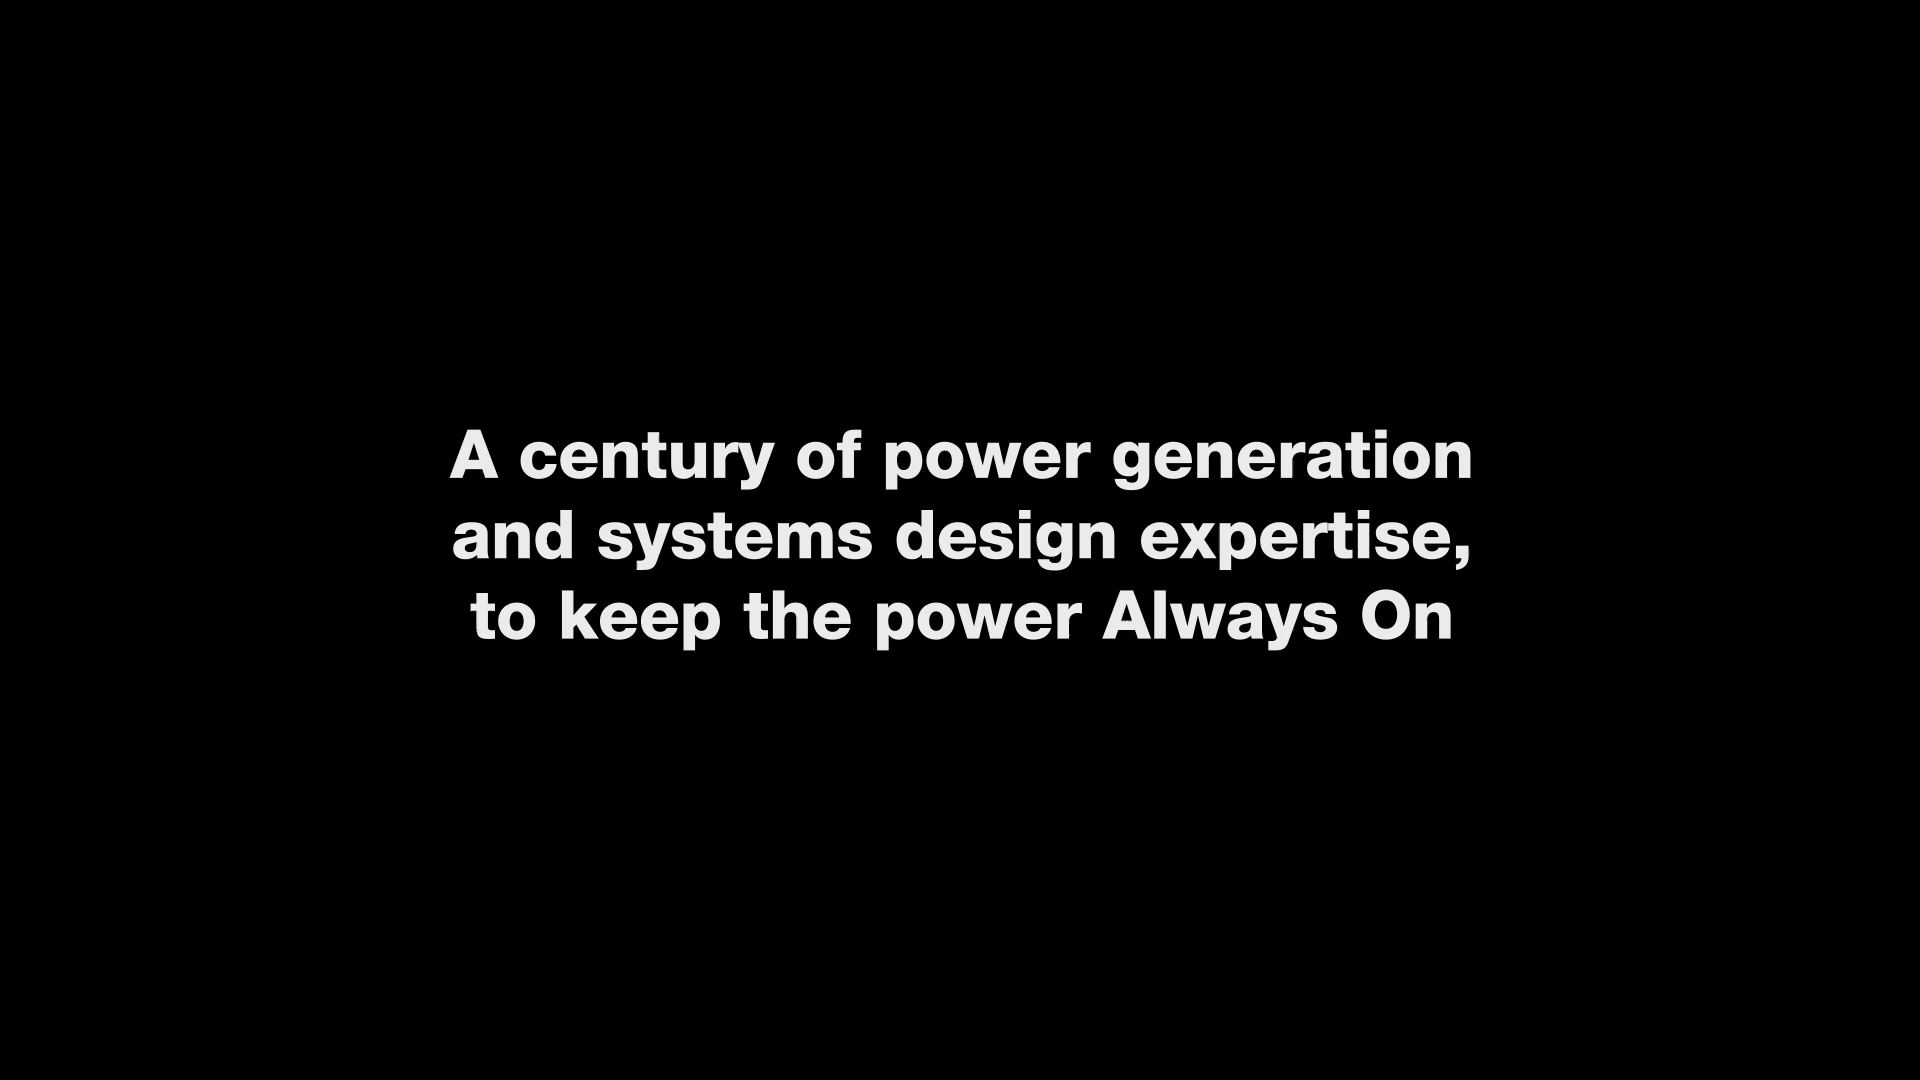 A century of power generation
and systems design expertise,
to keep the power Always On